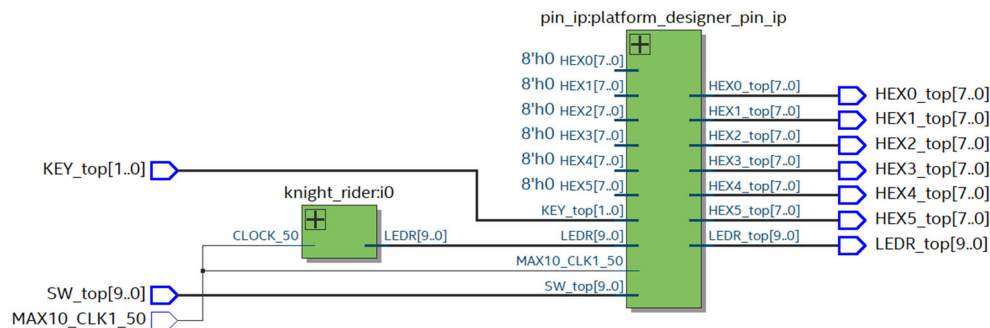 pin_ip:platform_designer_pin_ip
8'h0 HEX0[7..0]
8'h0 HEX1[7..0] HEX0_top[7..0] HEX0_top[7..0]
8'h0 HEX2[7..0] HEX1_top[7..0] HEX1_top[7..0]
8'h0 HEX3[7..0] HEX2_top[7..0] HEX2_top[7..0]
8'h0 HEX4[7..0] HEX3_top[7..0] HEX3_top[7..0]
KEY_top[1..0] 8'h0 HEX5[7..0] HEX4_top[7..0] HEX4_top[7..0]
knight_rider:i0
KEY_top[1..0] HEX5_top[7..0] HEX5_top[7..0]
CLOCK_50 LEDR[9..0] LEDR[9..0] LEDR_top[9..0] LEDR_top[9..0]
MAX10_CLK1_50
SW_top[9..0] SW_top[9..0]
MAX10_CLK1_50